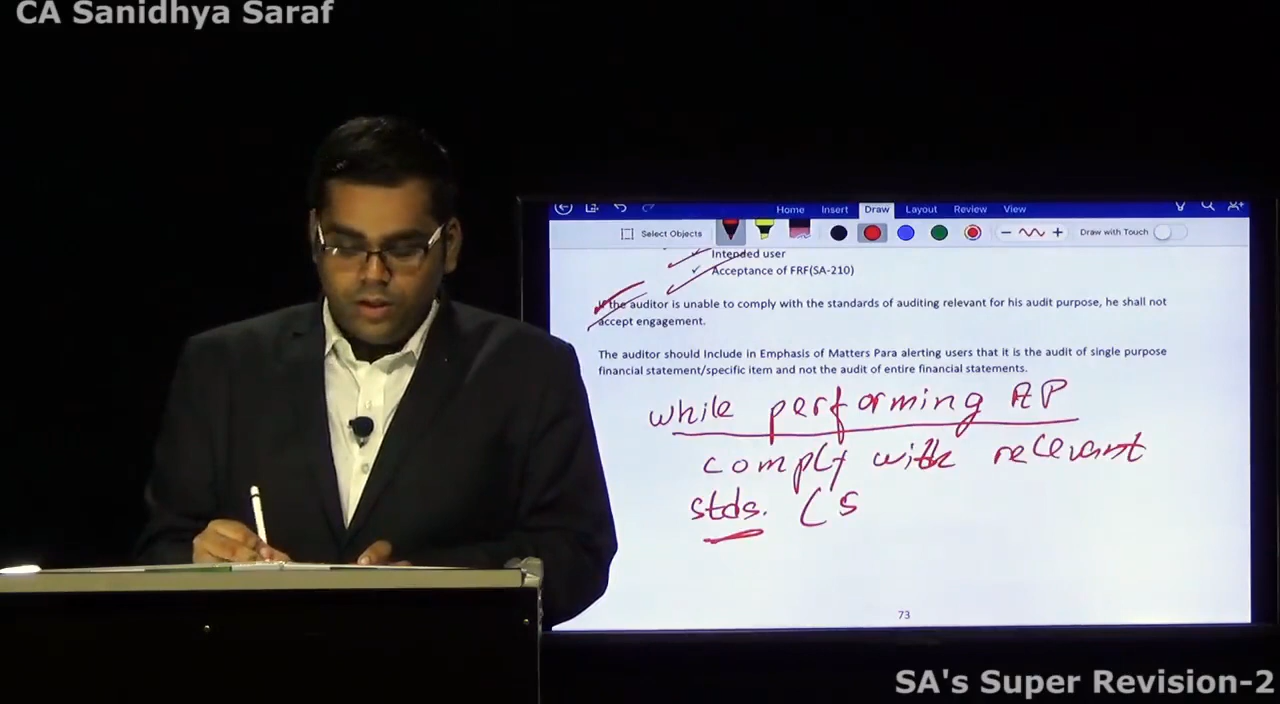 CA Sanidhya Saraf
Home Insert Draw Layout Review View
Select Objects
Draw with Touch
Intended user
Acceptance of FRF(SA-210)
If the auditor is unable to comply with the standards of auditing relevant for his audit purpose, he shall not
accept engagement.
The auditor should Include in Emphasis of Matters Para alerting users that it is the audit of single purpose
financial statement/specific item and not the audit of entire financial statements.
while performing AP
comply with relevant
stds. (S
73
SA's Super Revision-2